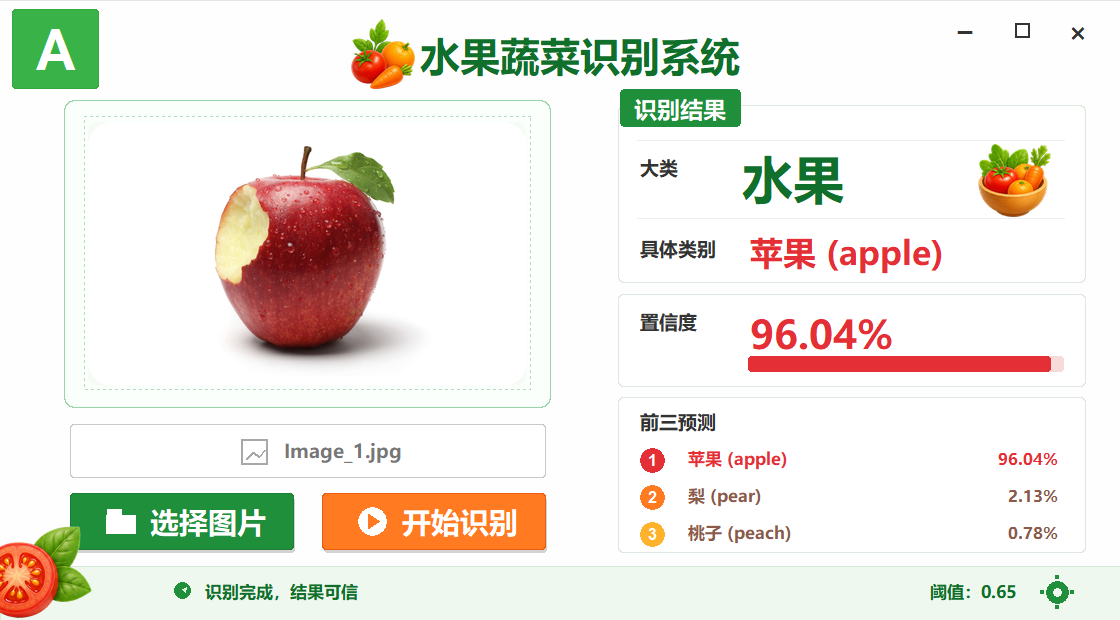 A
水果蔬菜识别系统
识别结果
大类
水果
具体类别
苹果 (apple)
置信度
96.04%
前三预测
1 苹果 (apple) 96.04%
2 梨 (pear) 2.13%
3 桃子 (peach) 0.78%
Image_1.jpg
选择图片
开始识别
识别完成，结果可信
阈值：0.65